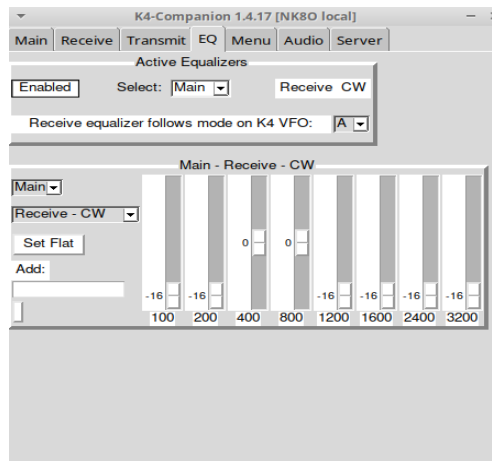 K4-Companion 1.4.17 [NK8O local]
Main Receive Transmit EQ Menu Audio Server
Active Equalizers
Enabled Select: Main Receive CW
Receive equalizer follows mode on K4 VFO: A
Main - Receive - CW
Main
Receive - CW
Set Flat
0 0
Add:
-16 -16 -16 -16 -16 -16
100 200 400 800 1200 1600 2400 3200